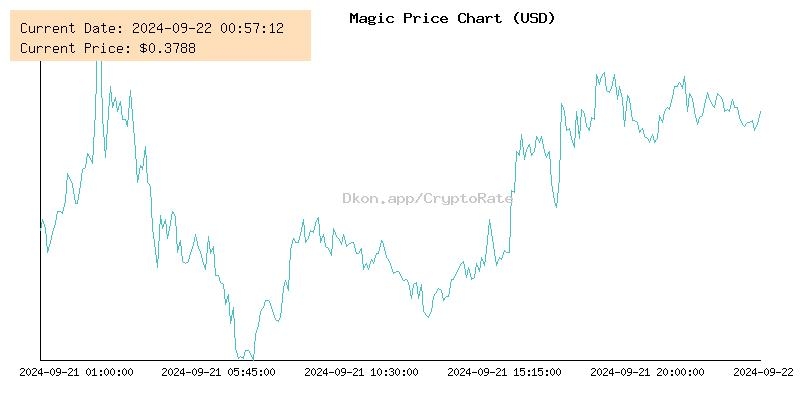 Magic Price Chart (USD)
Current Date: 2024-09-22 00:57:12
Current Price: $0.3788
Dkon.app/CryptoRate
2024-09-21 01:00:00 2024-09-21 05:45:00 2024-09-21 10:30:00 2024-09-21 15:15:00 2024-09-21 20:00:00 2024-09-22